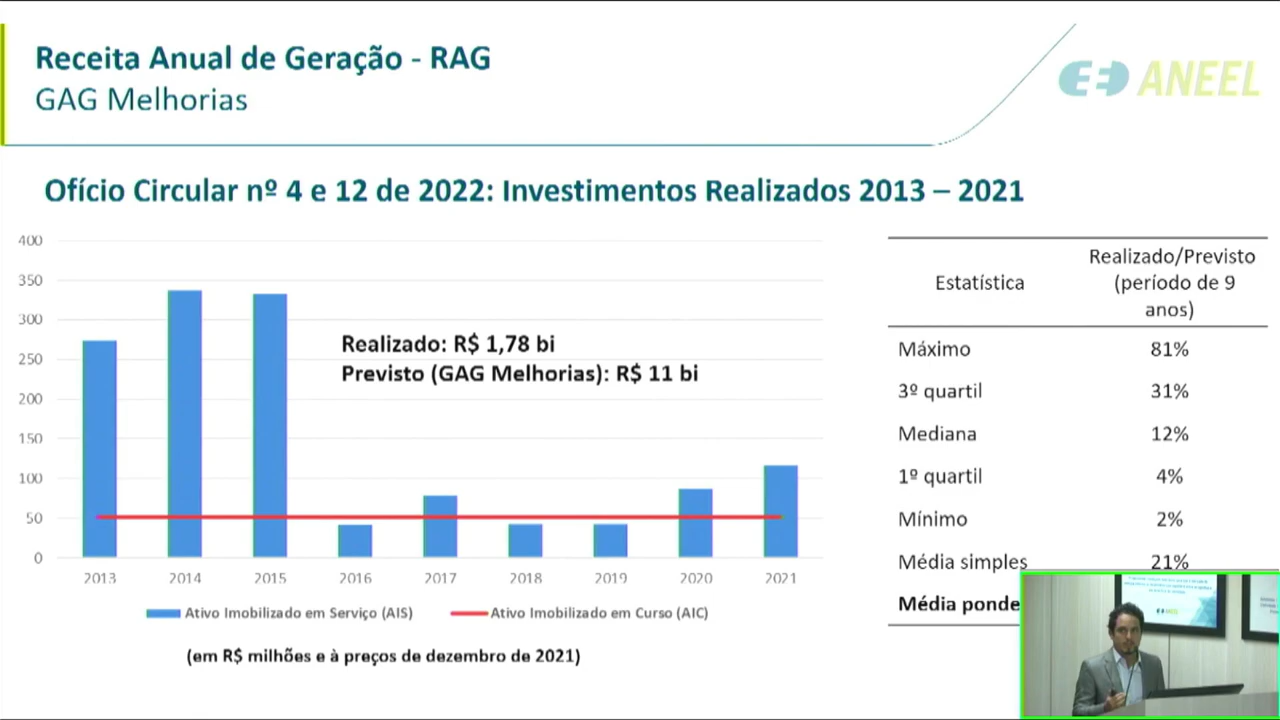 Receita Anual de Geração - RAG
GAG Melhorias
ANEEL
Ofício Circular nº 4 e 12 de 2022: Investimentos Realizados 2013 – 2021
400
350
300
250
200
150
100
50
0
Realizado: R$ 1,78 bi
Previsto (GAG Melhorias): R$ 11 bi
2013 2014 2015 2016 2017 2018 2019 2020 2021
Ativo Imobilizado em Serviço (AIS) Ativo Imobilizado em Curso (AIC)
(em R$ milhões e à preços de dezembro de 2021)
Estatística Realizado/Previsto
(período de 9
anos)
Máximo 81%
3º quartil 31%
Mediana 12%
1º quartil 4%
Mínimo 2%
Média simples 21%
Média ponde
ANEEL